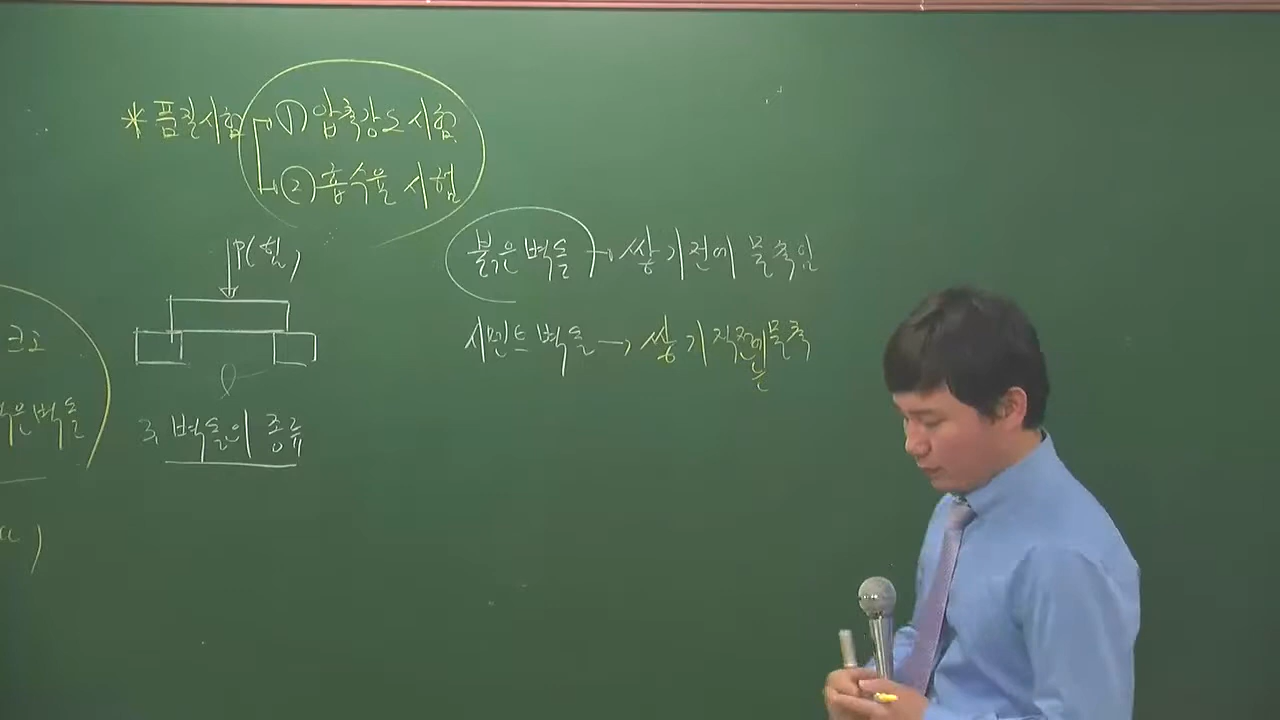 * 품질시험 ① 압축강도시험
② 흡수율 시험
P(힘)
붉은벽돌 → 쌓기전에 물축임
시멘트벽돌 → 쌓기직전에는 물축
크고
붉은벽돌
ℓ
3. 벽돌의 종류